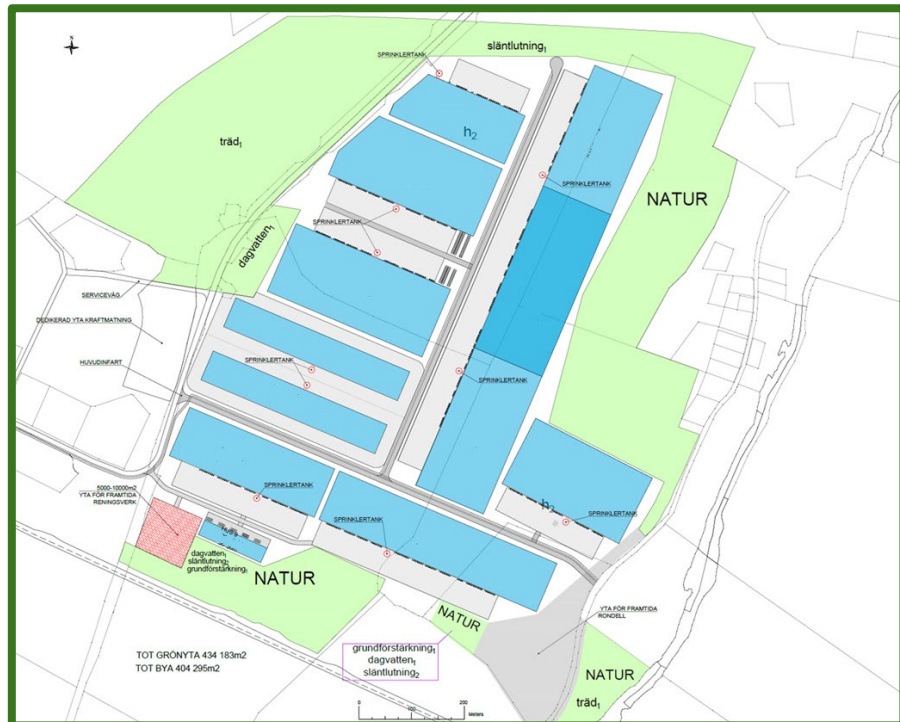 N
SPRINKLERTANK
släntlutning₁
träd₁
h₂
SPRINKLERTANK
NATUR
SPRINKLERTANK
dagvatten₁
SERVICEVÄG
DEDIKERAD YTA KRAFTMATNING
HUVUDINFART
SPRINKLERTANK
SPRINKLERTANK
5000-10000m2
YTA FÖR FRAMTIDA
RENINGSVERK
SPRINKLERTANK
h₂
SPRINKLERTANK
SPRINKLERTANK
dagvatten₁
släntlutning₂
grundförstärkning₁
NATUR
NATUR
YTA FÖR FRAMTIDA
RONDELL
grundförstärkning₁
dagvatten₁
släntlutning₂
NATUR
träd₁
TOT GRÖNYTA 434 183m2
TOT BYA 404 295m2
0 100 200
Meters